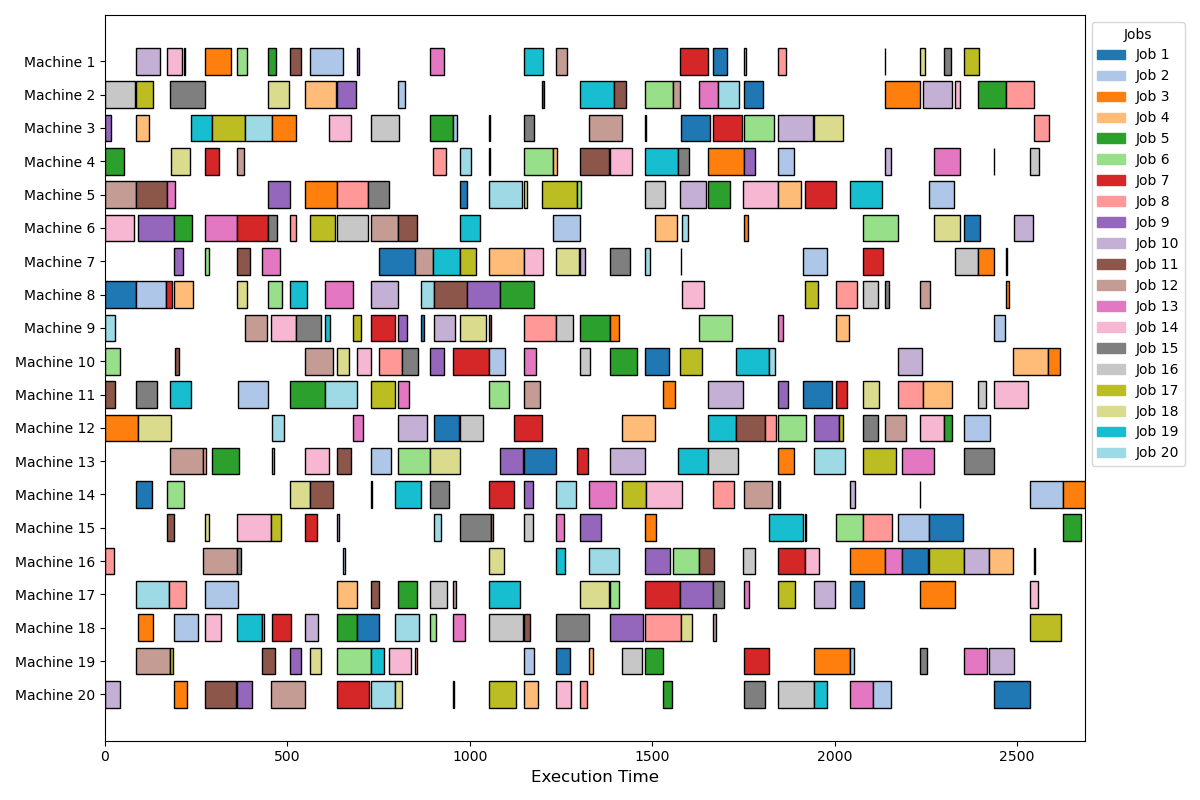 Machine 1
Machine 2
Machine 3
Machine 4
Machine 5
Machine 6
Machine 7
Machine 8
Machine 9
Machine 10
Machine 11
Machine 12
Machine 13
Machine 14
Machine 15
Machine 16
Machine 17
Machine 18
Machine 19
Machine 20
0 500 1000 1500 2000 2500
Execution Time
Jobs
Job 1
Job 2
Job 3
Job 4
Job 5
Job 6
Job 7
Job 8
Job 9
Job 10
Job 11
Job 12
Job 13
Job 14
Job 15
Job 16
Job 17
Job 18
Job 19
Job 20